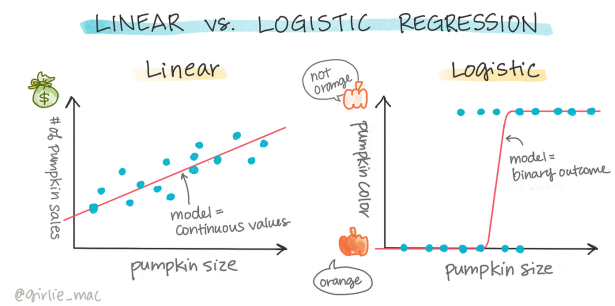 LINEAR vs. LOGISTIC REGRESSION
Linear
$
# of pumpkin sales
model =
continuous values
pumpkin size
Logistic
not
orange
pumpkin color
model =
binary outcome
orange
pumpkin size
@girlie_mac